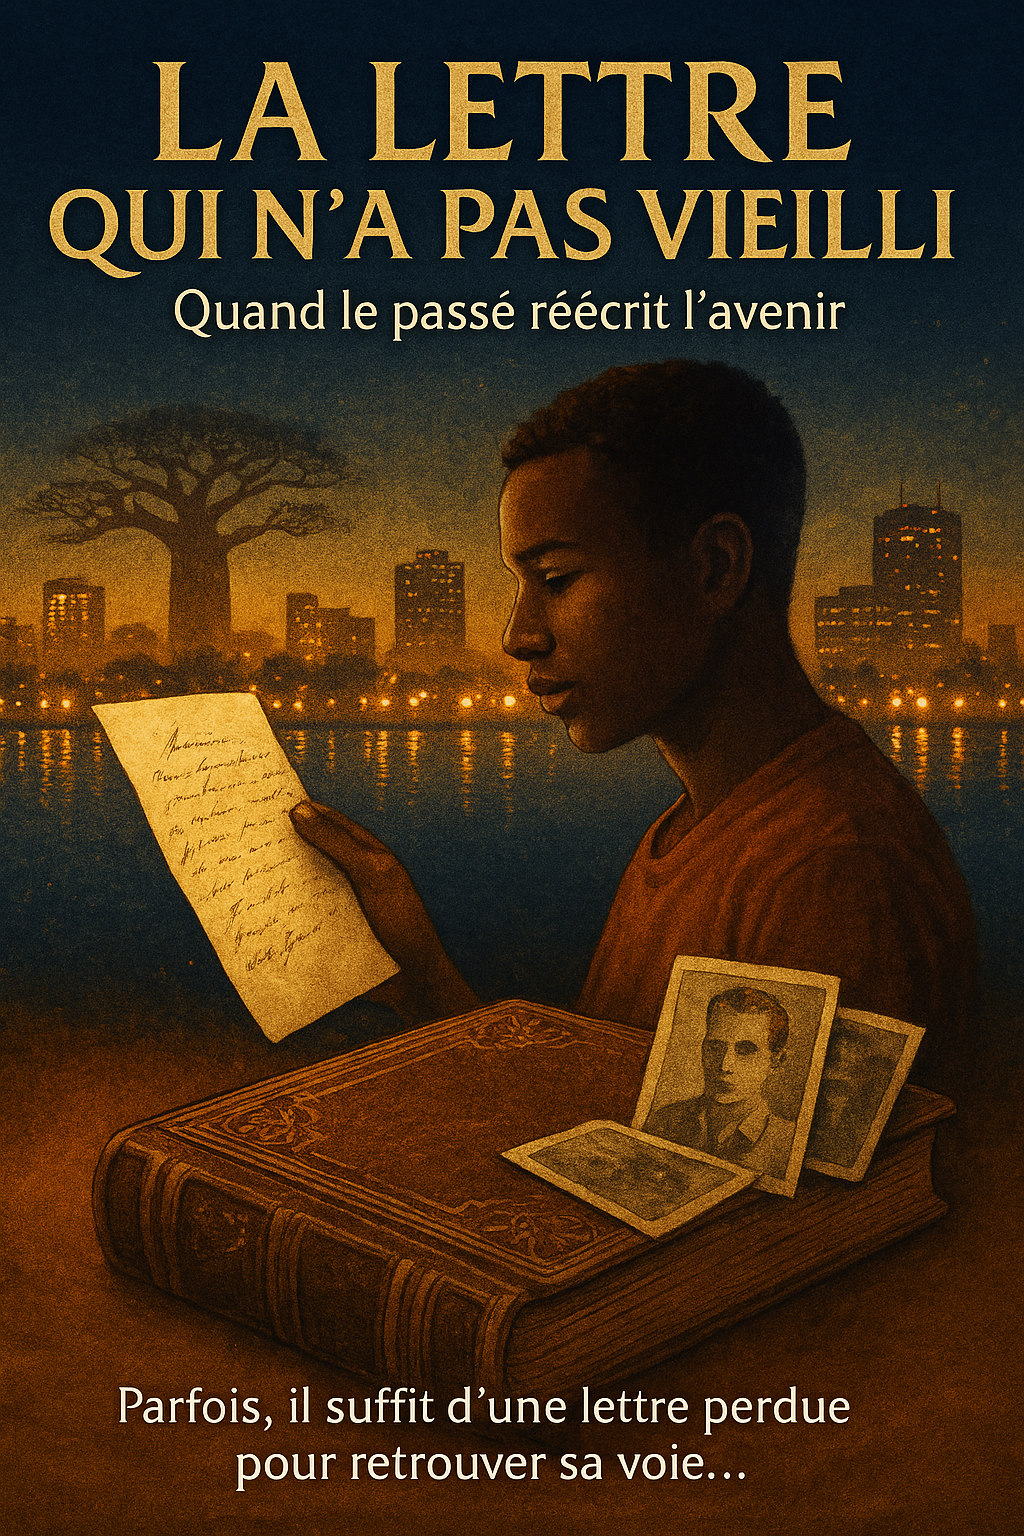 LA LETTRE
QUI N’A PAS VIEILLI
Quand le passé réécrit l’avenir
Parfois, il suffit d’une lettre perdue
pour retrouver sa voie...